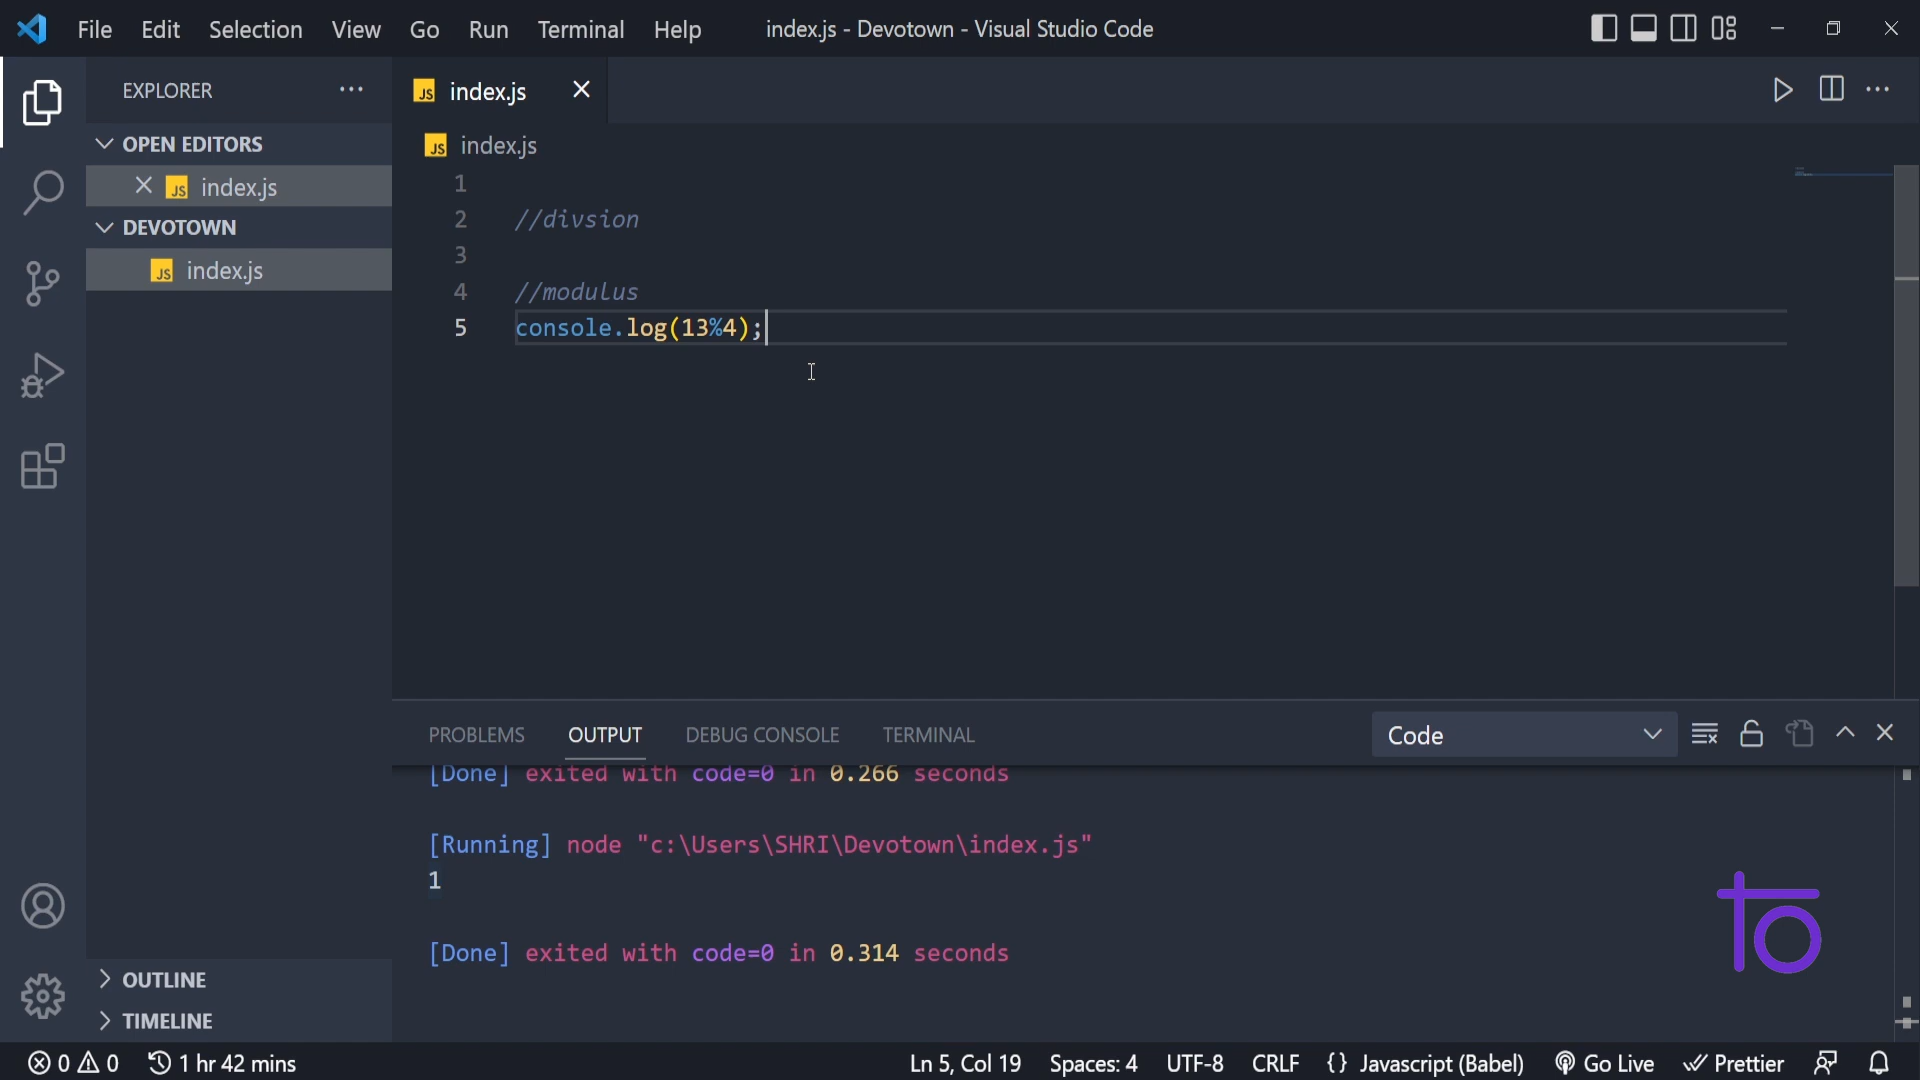 File Edit Selection View Go Run Terminal Help index.js - Devotown - Visual Studio Code
EXPLORER
OPEN EDITORS
JS index.js
DEVOTOWN
JS index.js
OUTLINE
TIMELINE
JS index.js
JS index.js
1
2 //divsion
3
4 //modulus
5 console.log(13%4);
PROBLEMS OUTPUT DEBUG CONSOLE TERMINAL Code
[Done] exited with code=0 in 0.266 seconds
[Running] node "c:\Users\SHRI\Devotown\index.js"
1
[Done] exited with code=0 in 0.314 seconds
0 0 1 hr 42 mins Ln 5, Col 19 Spaces: 4 UTF-8 CRLF {} Javascript (Babel) Go Live Prettier